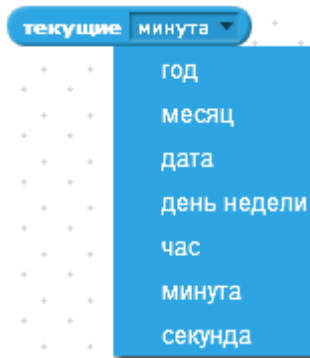 текущие минута
год
месяц
дата
день недели
час
минута
секунда